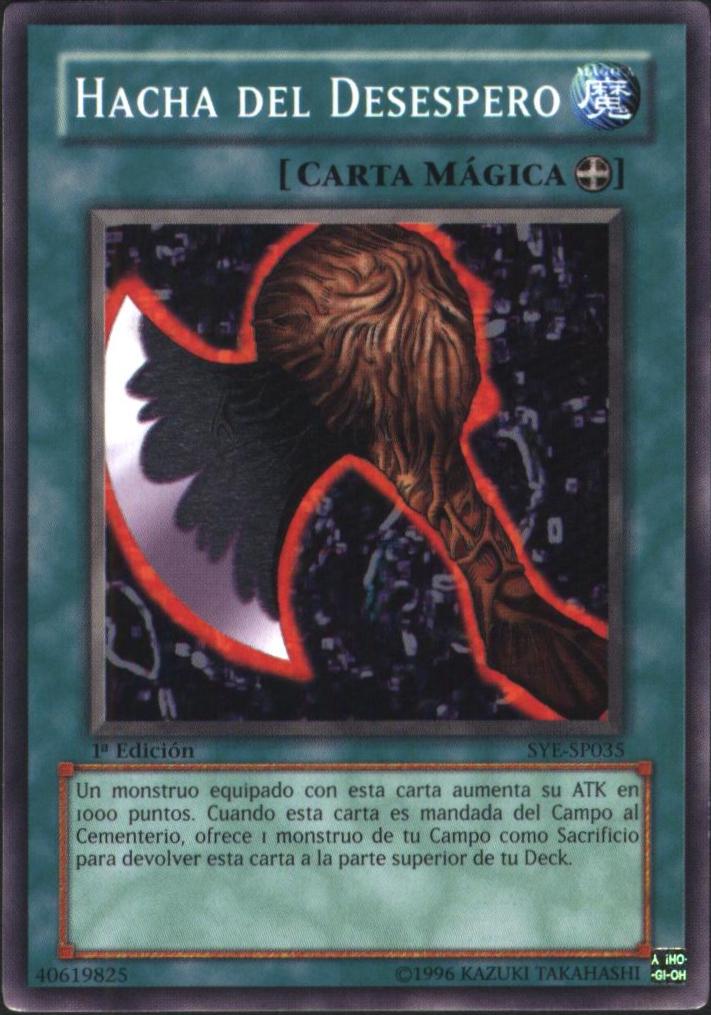 HACHA DEL DESESPERO
MAGICA
魔
[CARTA MÁGICA]
1ª Edición
SYE-SP035
Un monstruo equipado con esta carta aumenta su ATK en
1000 puntos. Cuando esta carta es mandada del Campo al
Cementerio, ofrece 1 monstruo de tu Campo como Sacrificio
para devolver esta carta a la parte superior de tu Deck.
40619825
©1996 KAZUKI TAKAHASHI